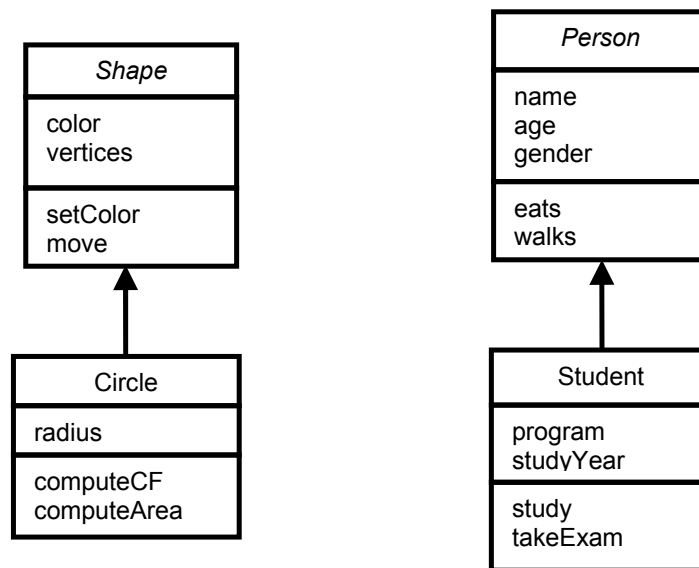 Shape
color
vertices
setColor
move
Circle
radius
computeCF
computeArea
Person
name
age
gender
eats
walks
Student
program
studyYear
study
takeExam